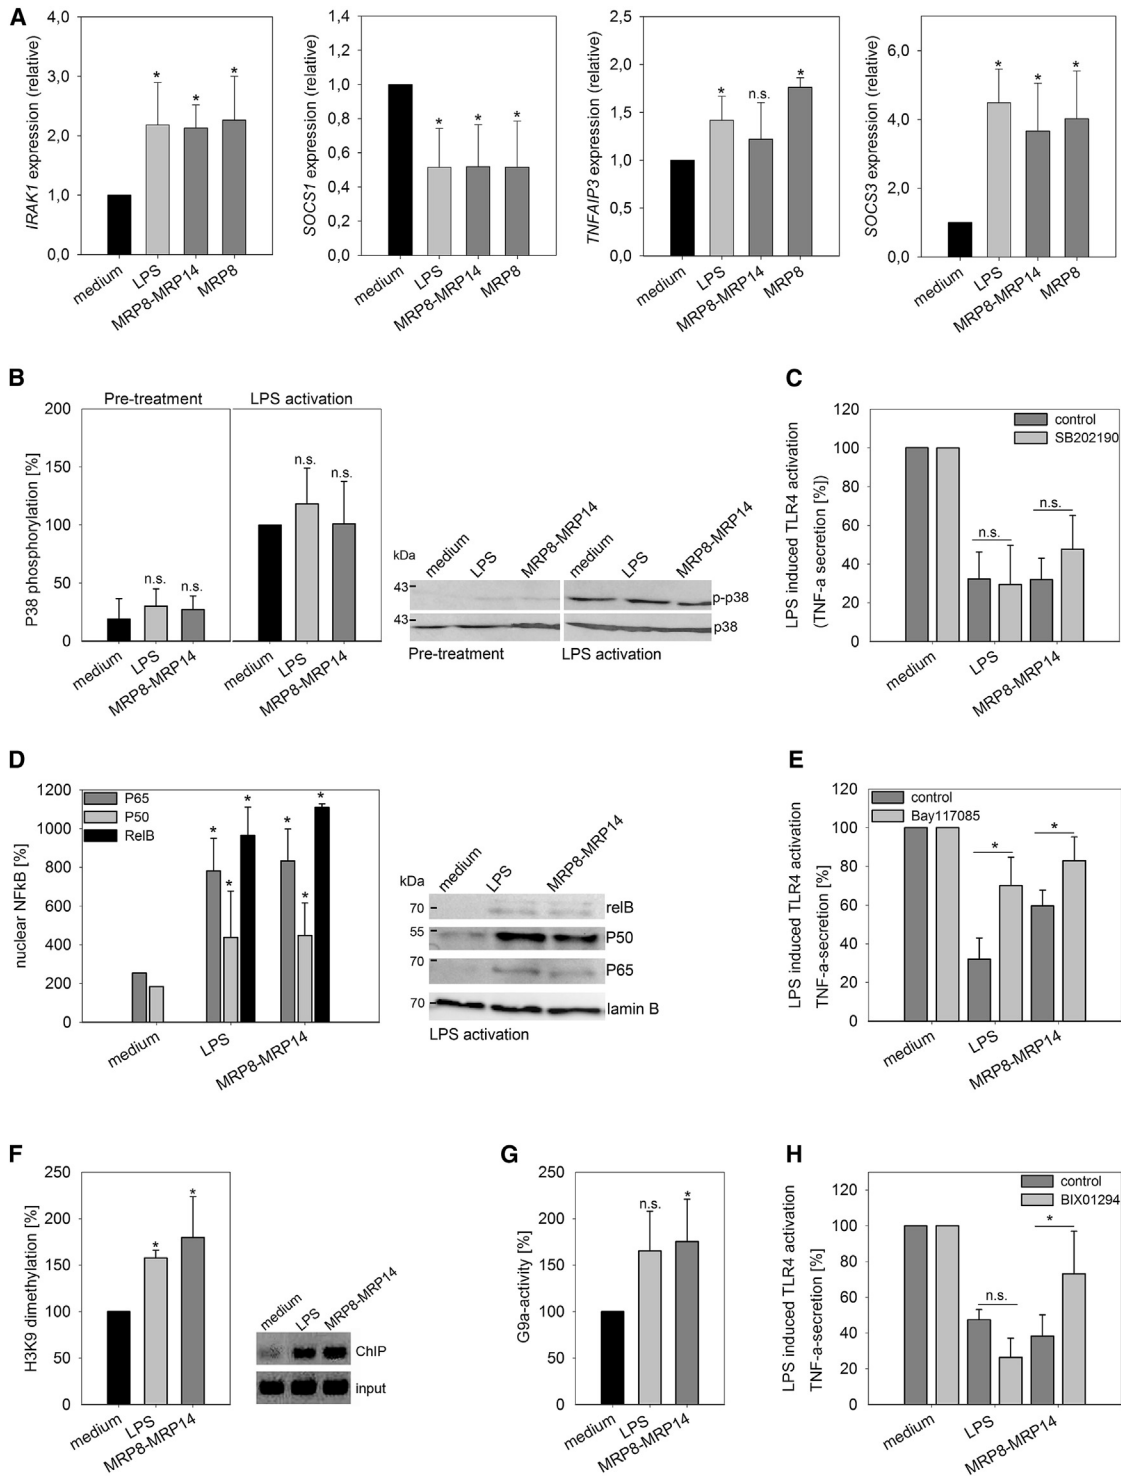 A
IRAK1 expression (relative)
4,0
3,0
2,0
1,0
0,0
*
*
*
medium
LPS
MRP8-MRP14
MRP8
SOCS1 expression (relative)
1,4
1,2
1,0
0,8
0,6
0,4
0,2
0,0
*
*
*
medium
LPS
MRP8-MRP14
MRP8
TNFAIP3 expression (relative)
2,5
2,0
1,5
1,0
0,5
0,0
*
n.s.
*
medium
LPS
MRP8-MRP14
MRP8
SOCS3 expression (relative)
6,0
4,0
2,0
0,0
*
*
*
medium
LPS
MRP8-MRP14
MRP8
B
Pre-treatment
LPS activation
P38 phosphorylation [%]
200
150
100
50
0
n.s.
n.s.
n.s.
n.s.
medium
LPS
MRP8-MRP14
medium
LPS
MRP8-MRP14
kDa
medium
LPS
MRP8-MRP14
medium
LPS
MRP8-MRP14
43
p-p38
43
p38
Pre-treatment
LPS activation
C
LPS induced TLR4 activation
(TNF-a secretion [%])
120
100
80
60
40
20
0
control
SB202190
n.s.
n.s.
medium
LPS
MRP8-MRP14
D
nuclear NFkB [%]
1200
1000
800
600
400
200
0
P65
P50
RelB
*
*
*
*
*
*
medium
LPS
MRP8-MRP14
kDa
medium
LPS
MRP8-MRP14
70
relB
55
P50
70
P65
70
lamin B
LPS activation
E
LPS induced TLR4 activation
TNF-a-secretion [%]
120
100
80
60
40
20
0
control
Bay117085
*
*
medium
LPS
MRP8-MRP14
F
H3K9 dimethylation [%]
250
200
150
100
50
0
*
*
medium
LPS
MRP8-MRP14
medium
LPS
MRP8-MRP14
ChIP
input
G
G9a-activity [%]
250
200
150
100
50
0
n.s.
*
medium
LPS
MRP8-MRP14
H
LPS induced TLR4 activation
TNF-a-secretion [%]
120
100
80
60
40
20
0
control
BIX01294
n.s.
*
medium
LPS
MRP8-MRP14